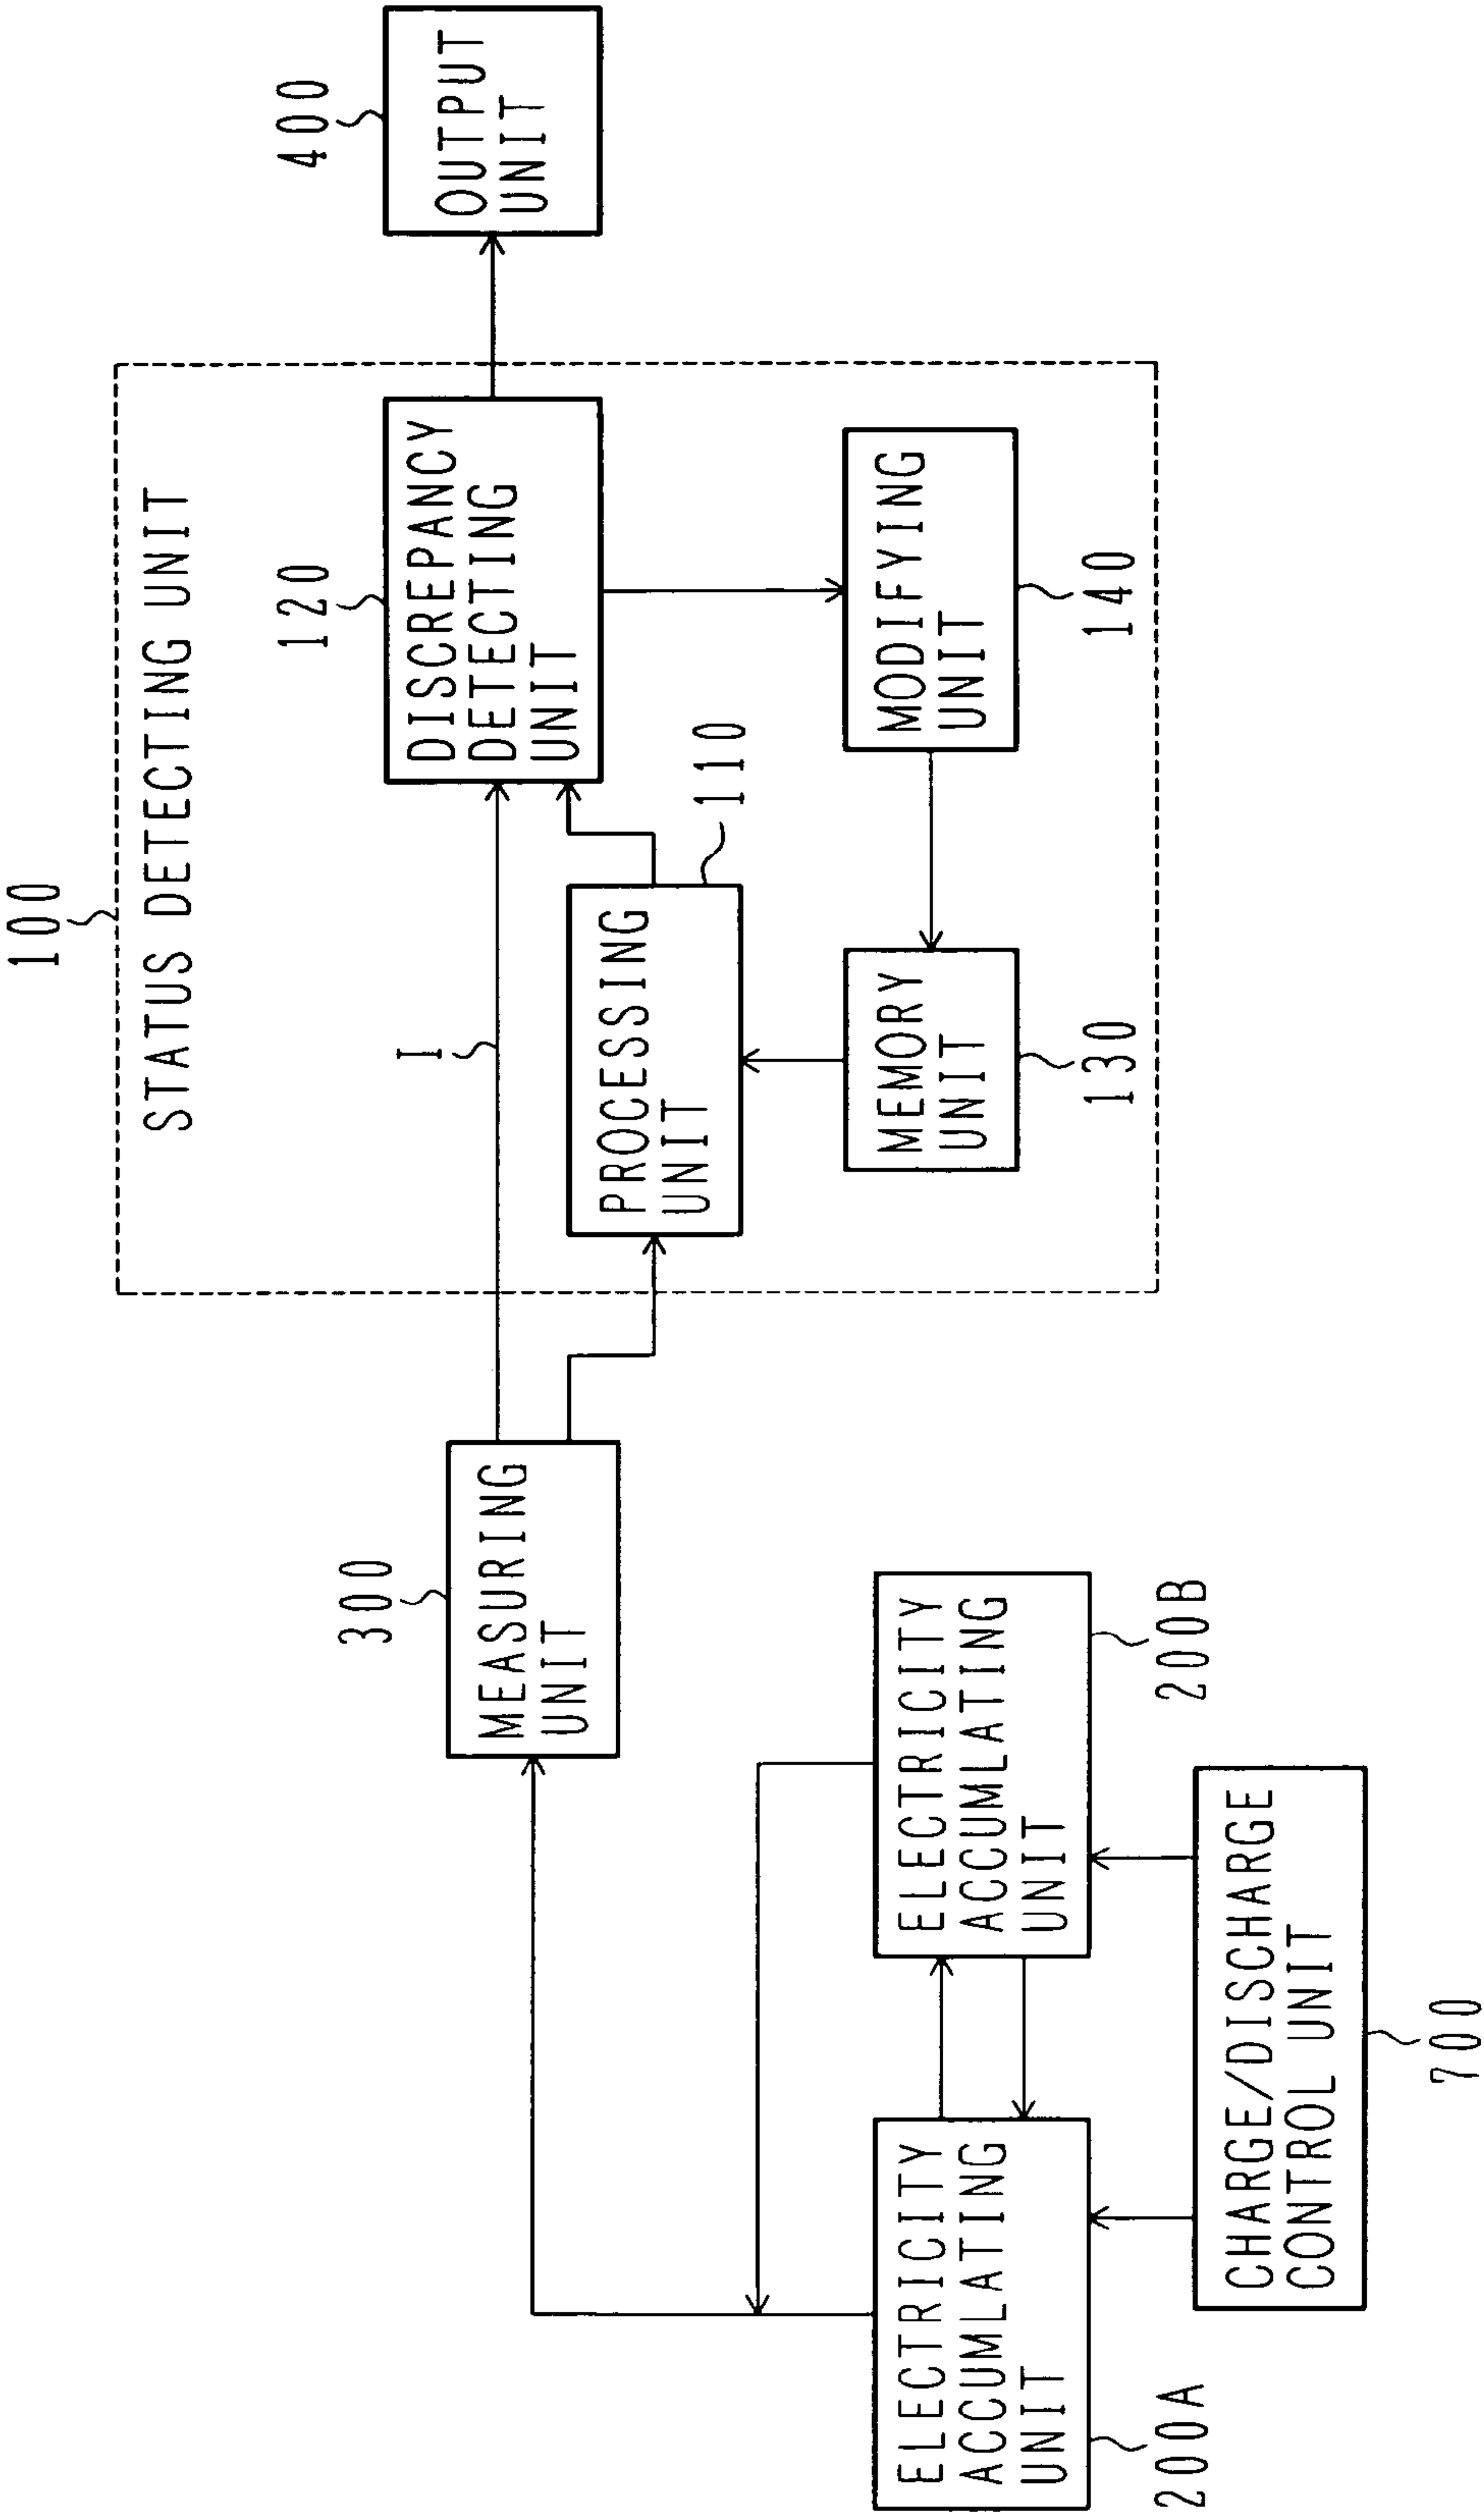 100
STATUS DETECTING UNIT
400
OUTPUT
UNIT
120
DISCREPANCY
DETECTING
UNIT
I
300
MEASURING
UNIT
110
PROCESSING
UNIT
MEMORY
UNIT
130
MODIFYING
UNIT
140
ELECTRICITY
ACCUMLATING
UNIT
200A
ELECTRICITY
ACCUMULATING
UNIT
200B
CHARGE/DISCHARGE
CONTROL UNIT
700